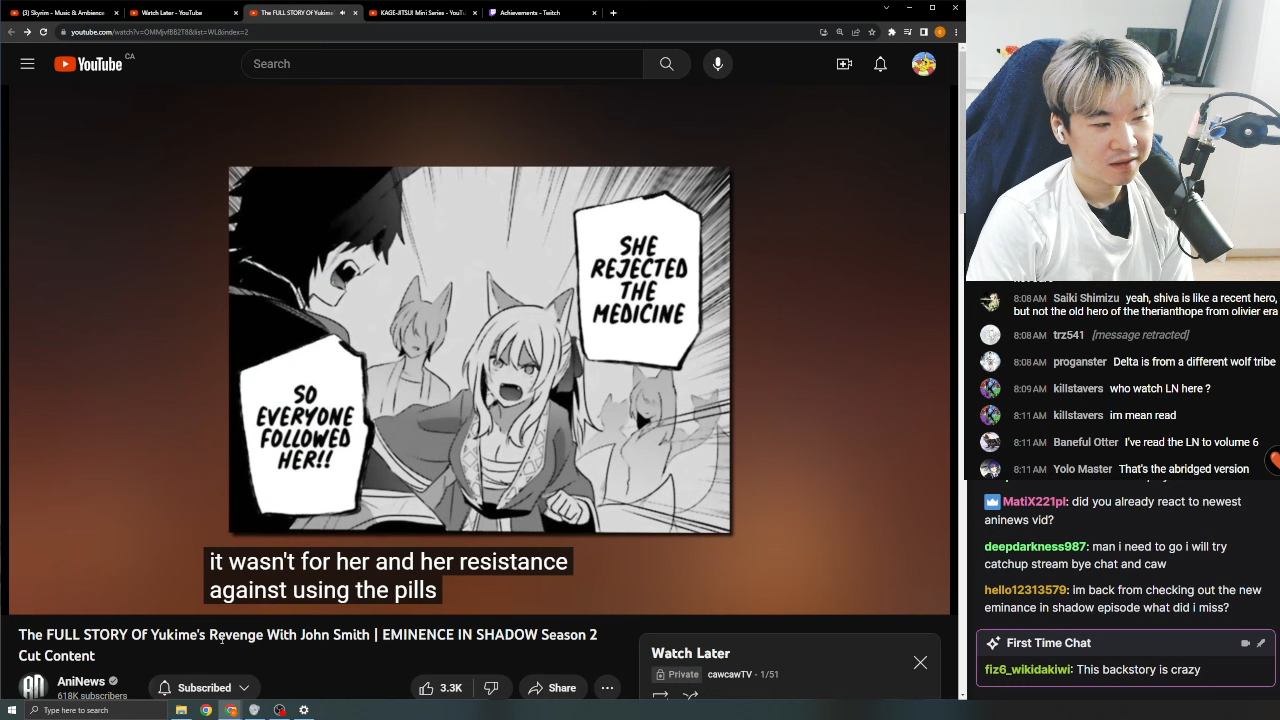 (3) Skyrim - Music & Ambience
Watch Later - YouTube
The FULL STORY Of Yukime
KAGE-JITSU! Mini Series - YouTu
Achievements - Twitch
youtube.com/watch?v=OMMjvfBB2T8&list=WL&index=2
YouTube CA
Search
SHE
REJECTED
THE
MEDICINE
SO
EVERYONE
FOLLOWED
HER!!
it wasn't for her and her resistance
against using the pills
The FULL STORY Of Yukime's Revenge With John Smith | EMINENCE IN SHADOW Season 2
Cut Content
AniNews
618K subscribers
Subscribed
3.3K
Share
Watch Later
Private cawcawTV - 1/51
Type here to search
8:08 AM Saiki Shimizu yeah, shiva is like a recent hero,
but not the old hero of the therianthope from olivier era
8:08 AM trz541 [message retracted]
8:08 AM proganster Delta is from a different wolf tribe
8:09 AM killstavers who watch LN here ?
8:11 AM killstavers im mean read
8:11 AM Baneful Otter I've read the LN to volume 6
8:11 AM Yolo Master That's the abridged version
MatiX221pl: did you already react to newest
aninews vid?
deepdarkness987: man i need to go i will try
catchup stream bye chat and caw
hello12313579: im back from checking out the new
eminance in shadow episode what did i miss?
First Time Chat
fiz6_wikidakiwi: This backstory is crazy